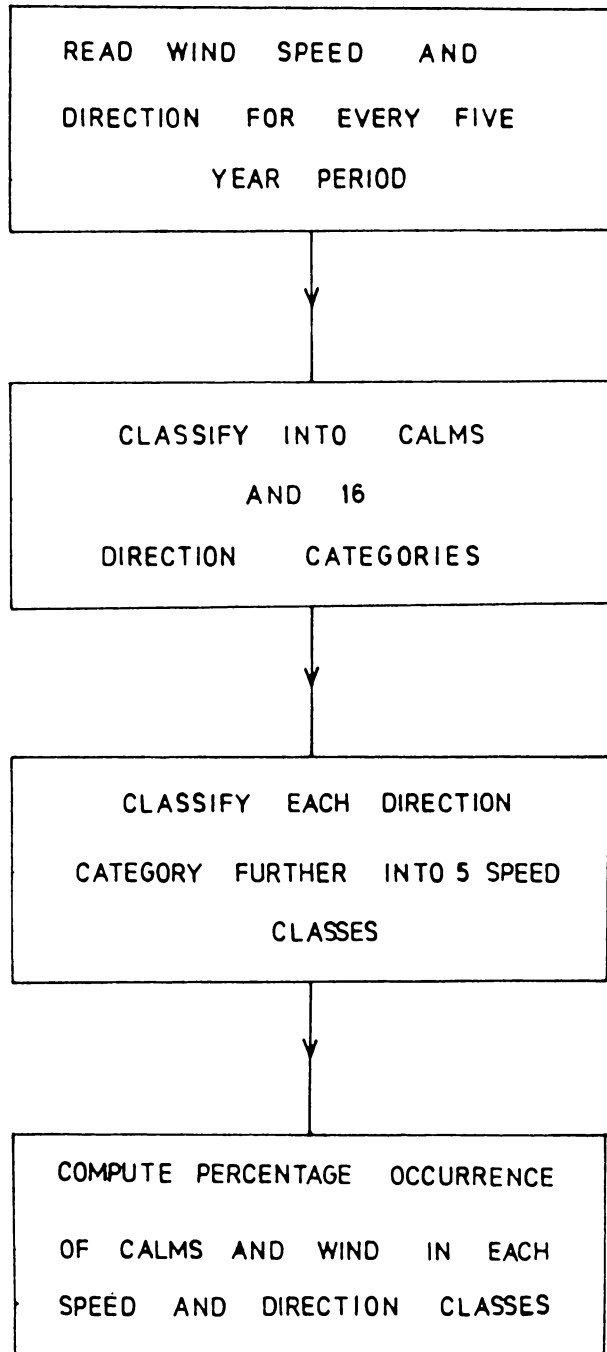 READ WIND SPEED AND
DIRECTION FOR EVERY FIVE
YEAR PERIOD
CLASSIFY INTO CALMS
AND 16
DIRECTION CATEGORIES
CLASSIFY EACH DIRECTION
CATEGORY FURTHER INTO 5 SPEED
CLASSES
COMPUTE PERCENTAGE OCCURRENCE
OF CALMS AND WIND IN EACH
SPEED AND DIRECTION CLASSES